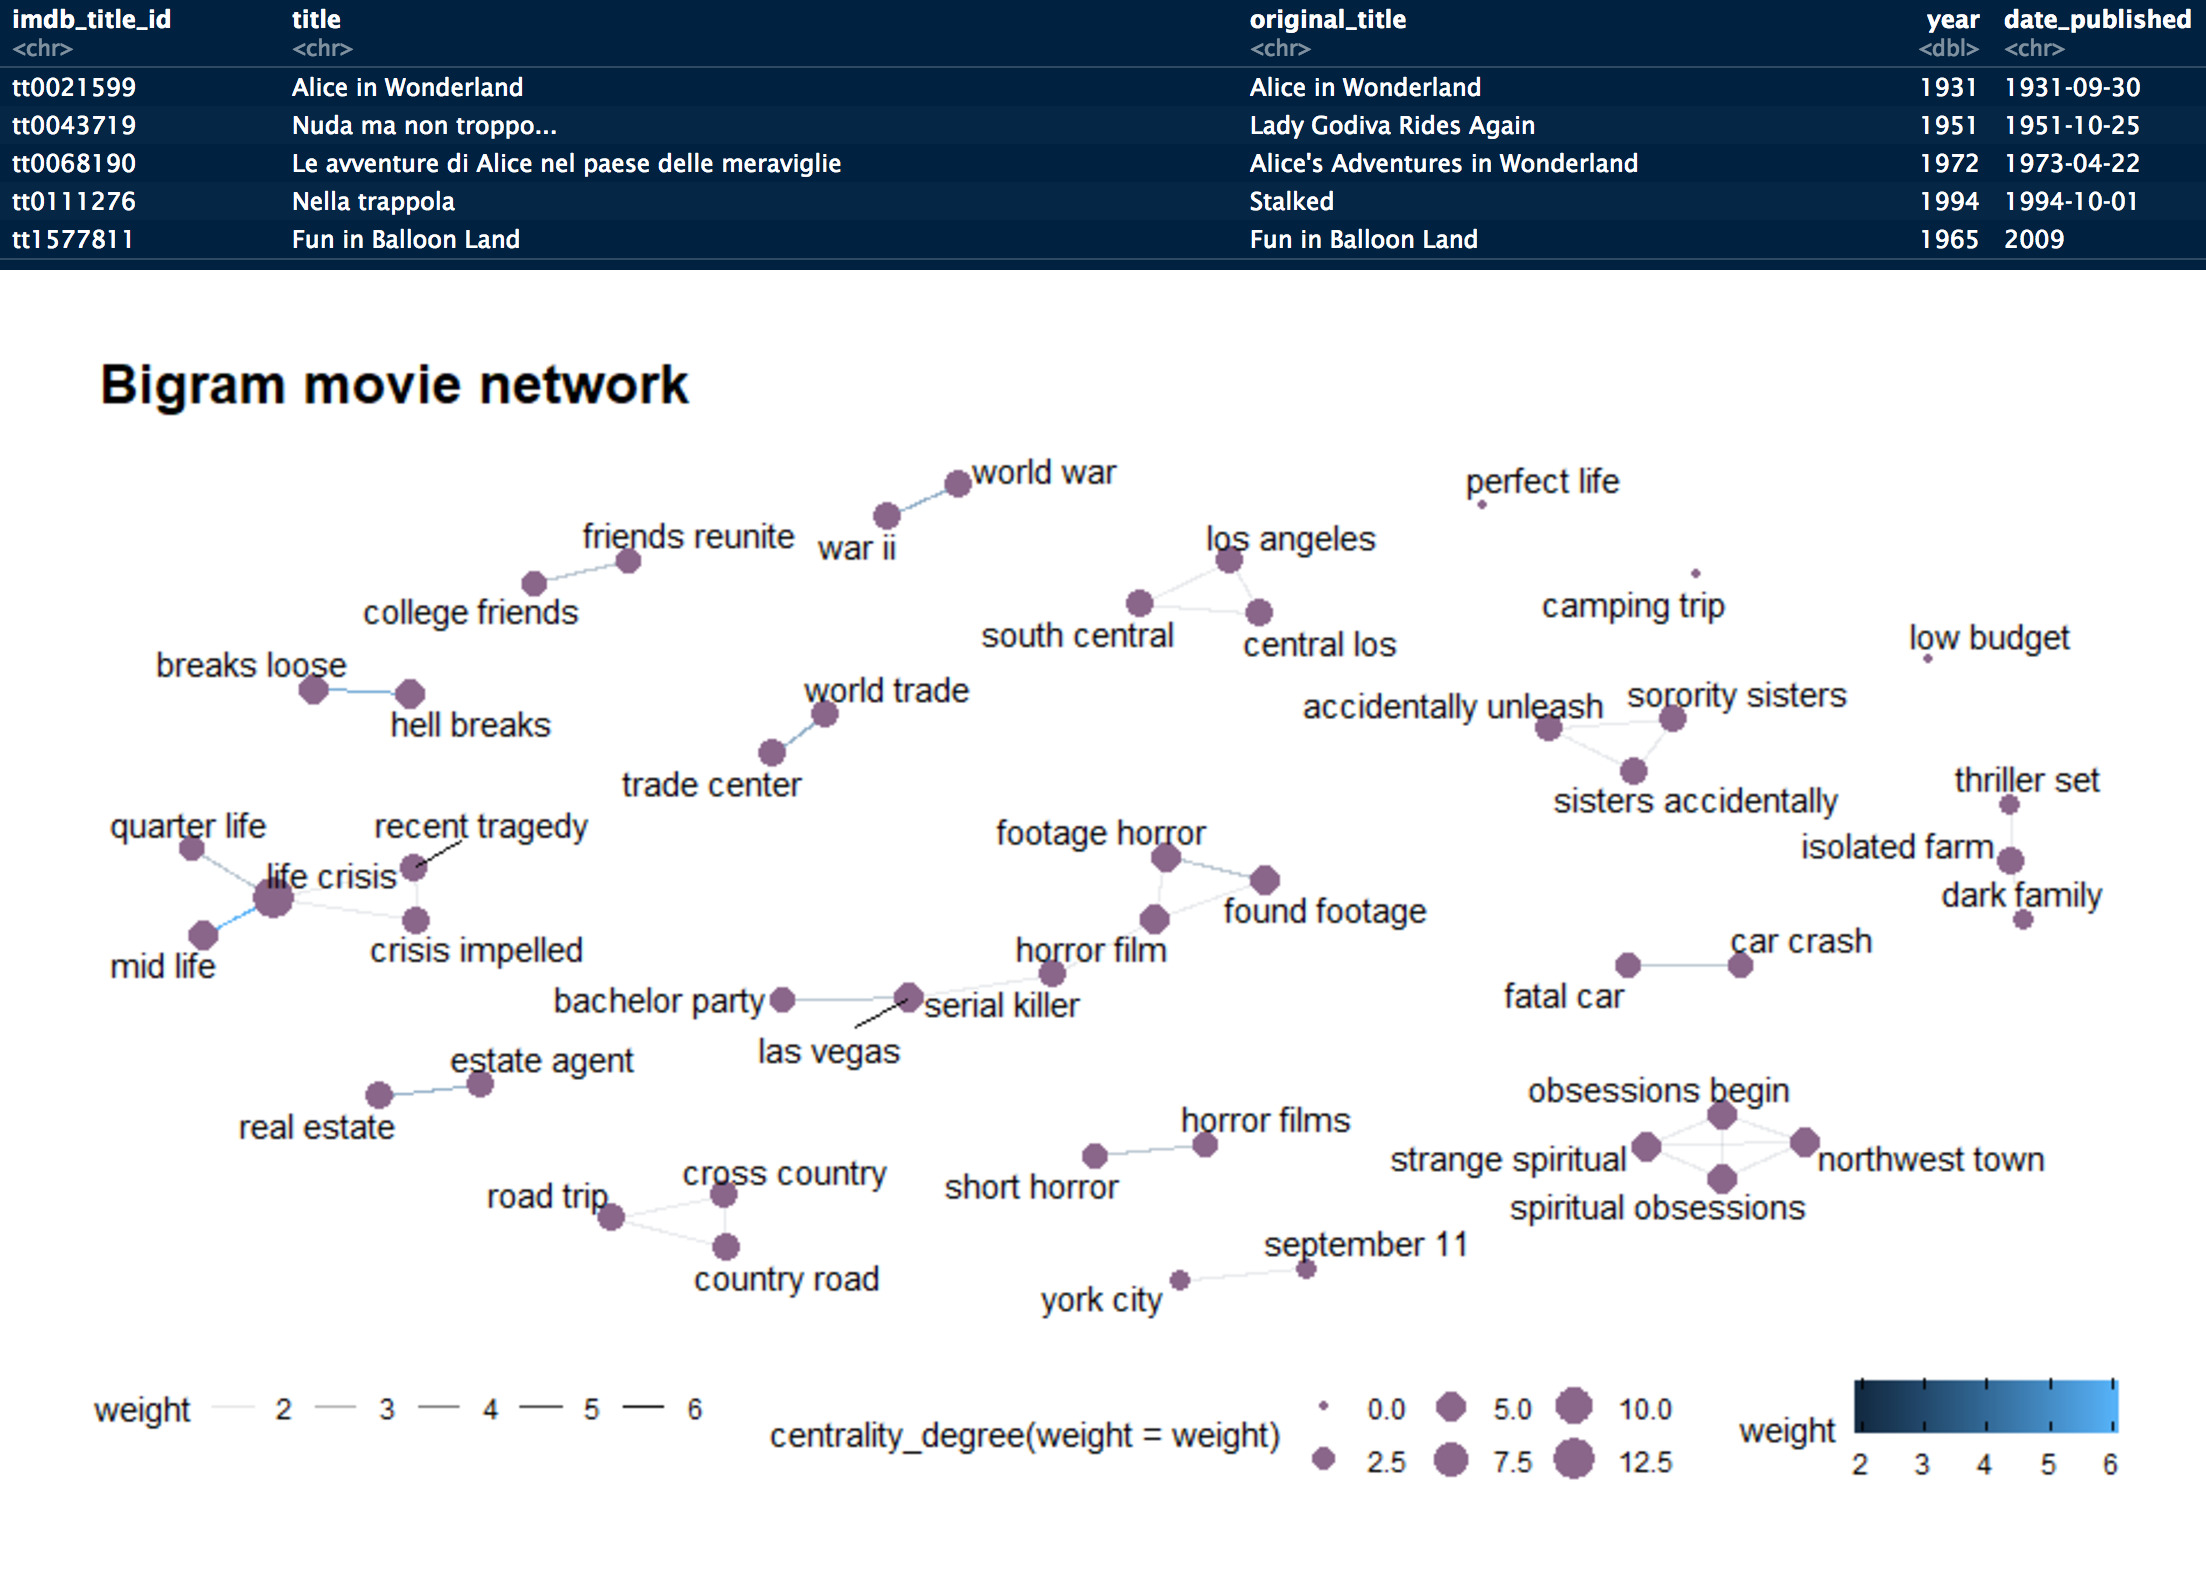 imdb_title_id title original_title year date_published
<chr> <chr> <chr> <dbl> <chr>
tt0021599 Alice in Wonderland Alice in Wonderland 1931 1931-09-30
tt0043719 Nuda ma non troppo... Lady Godiva Rides Again 1951 1951-10-25
tt0068190 Le avventure di Alice nel paese delle meraviglie Alice's Adventures in Wonderland 1972 1973-04-22
tt0111276 Nella trappola Stalked 1994 1994-10-01
tt1577811 Fun in Balloon Land Fun in Balloon Land 1965 2009
Bigram movie network
world war
perfect life
friends reunite
war ii
los angeles
college friends
camping trip
south central
central los
low budget
breaks loose
world trade
accidentally unleash
sorority sisters
hell breaks
trade center
thriller set
sisters accidentally
quarter life
recent tragedy
footage horror
isolated farm
life crisis
dark family
found footage
crisis impelled
horror film
car crash
mid life
bachelor party
serial killer
fatal car
las vegas
estate agent
obsessions begin
real estate
horror films
strange spiritual
northwest town
cross country
short horror
road trip
spiritual obsessions
september 11
country road
york city
weight 2 3 4 5 6
centrality_degree(weight = weight)
0.0 5.0 10.0
2.5 7.5 12.5
weight
2 3 4 5 6